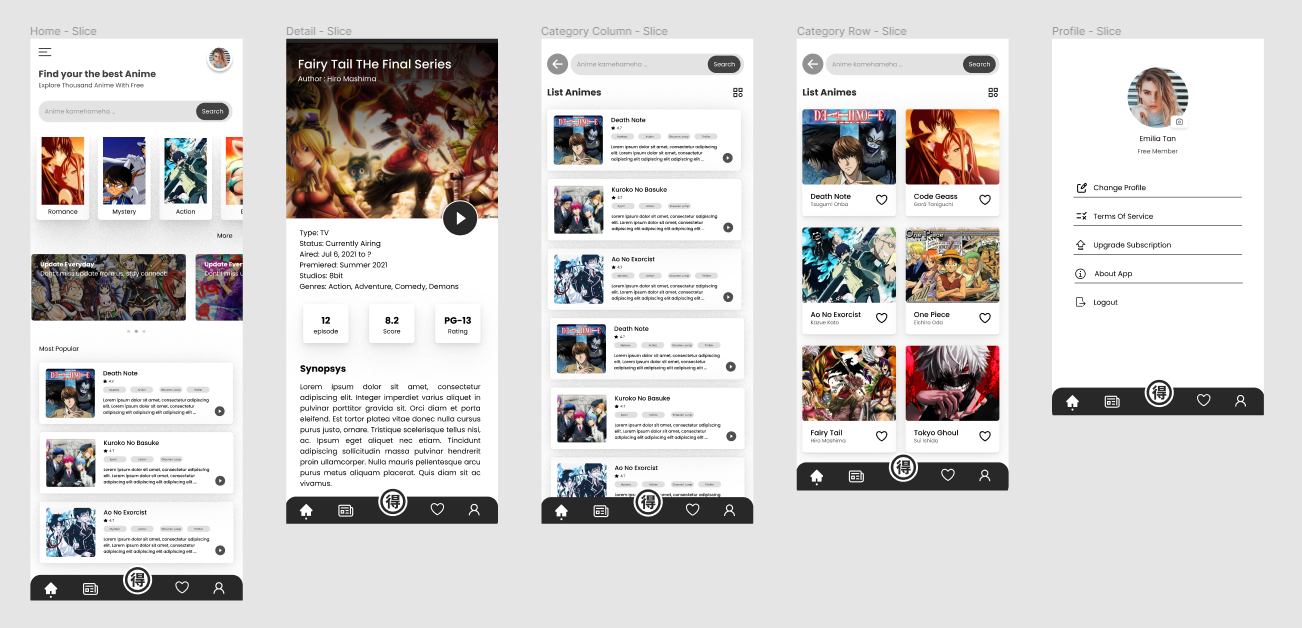 Home - Slice
Find your the best Anime
Explore Thousand Anime With Free
Anime kamehameha ...
Search
Romance
Mystery
Action
More
Update Everyday
Don't miss update from us, stay connect
Update Every
Don't miss u
Most Popular
Death Note
Lorem ipsum dolor sit amet, consectetur
elit. Lorem ipsum dolor sit amet, consectetur
adipiscing elit adipiscing elit ...
Kuroko No Basuke
4.7
Lorem ipsum dolor sit amet, consectetur
elit. Lorem ipsum dolor sit amet, consectetur
adipiscing elit adipiscing elit ...
Ao No Exorcist
4.7
Lorem ipsum dolor sit amet, consectetur
elit. Lorem ipsum dolor sit amet, consectetur
adipiscing elit adipiscing elit ...
得
Detail - Slice
Fairy Tail THe Final Series
Author : Hiro Mashima
Type: TV
Status: Currently Airing
Aired: Jul 6, 2021 to ?
Premiered: Summer 2021
Studios: 8bit
Genres: Action, Adventure, Comedy, Demons
12
episode
8.2
Score
PG-13
Rating
Synopsys
Lorem ipsum dolor sit amet, consectetur
adipiscing elit. Integer imperdiet varius aliquet in
pulvinar porttitor gravida sit. Orci diam et porta
eleifend. Est tortor platea vitae donec nulla cursus
purus justo, ornare. Tristique scelerisque tellus nisl,
ac. Ipsum eget aliquet nec etiam. Tincidunt
adipiscing sollicitudin massa pulvinar hendrerit
proin ullamcorper. Nulla mauris pellentesque arcu
purus metus aliquam placerat. Quis diam sit ac
vivamus.
得
Category Column - Slice
Anime kamehameha ...
Search
List Animes
Death Note
4.7
Lorem ipsum dolor sit amet, consectetur
elit. Lorem ipsum dolor sit amet, consectetur
adipiscing elit adipiscing elit ...
Kuroko No Basuke
4.7
Lorem ipsum dolor sit amet, consectetur
elit. Lorem ipsum dolor sit amet, consectetur
adipiscing elit adipiscing elit ...
Ao No Exorcist
Lorem ipsum dolor sit amet, consectetur
elit. Lorem ipsum dolor sit amet, consectetur
adipiscing elit adipiscing elit ...
Death Note
4.7
Lorem ipsum dolor sit amet, consectetur
elit. Lorem ipsum dolor sit amet, consectetur
adipiscing elit adipiscing elit ...
Kuroko No Basuke
Lorem ipsum dolor sit amet, consectetur
elit. Lorem ipsum dolor sit amet, consectetur
adipiscing elit adipiscing elit ...
Ao No Exorcist
Lorem ipsum dolor sit amet, consectetur
得
Category Row - Slice
Anime kamehameha ...
Search
List Animes
Death Note
Tsugumi Ohba
Code Geass
Gorō Taniguchi
Ao No Exorcist
Kazue Kato
ONE PIECE
One Piece
Eiichiro Oda
Fairy Tail
Hiro Mashima
Tokyo Ghoul
Sui Ishida
得
Profile - Slice
Emilia Tan
Free Member
Change Profile
Terms Of Service
Upgrade Subscription
About App
Logout
得